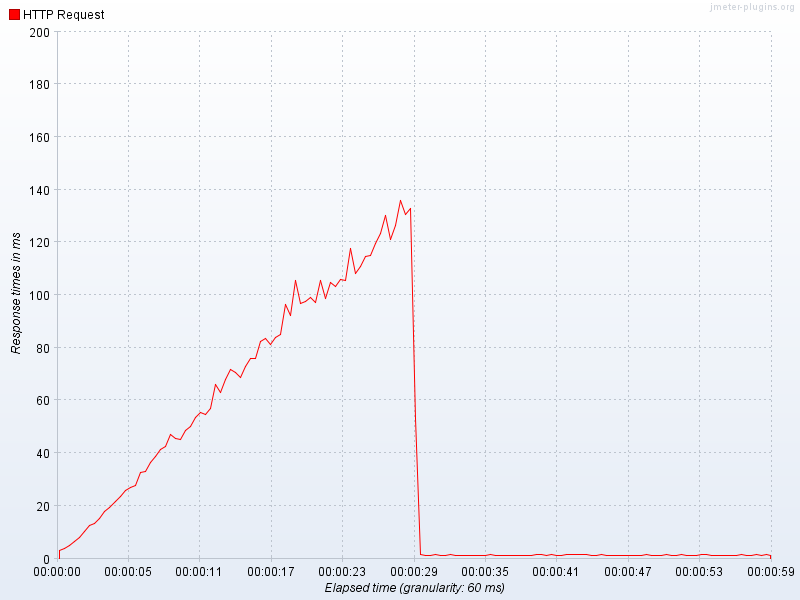 jmeter-plugins.org
HTTP Request
200
180
160
140
120
100
80
60
40
20
0
Response times in ms
00:00:00 00:00:05 00:00:11 00:00:17 00:00:23 00:00:29 00:00:35 00:00:41 00:00:47 00:00:53 00:00:59
Elapsed time (granularity: 60 ms)